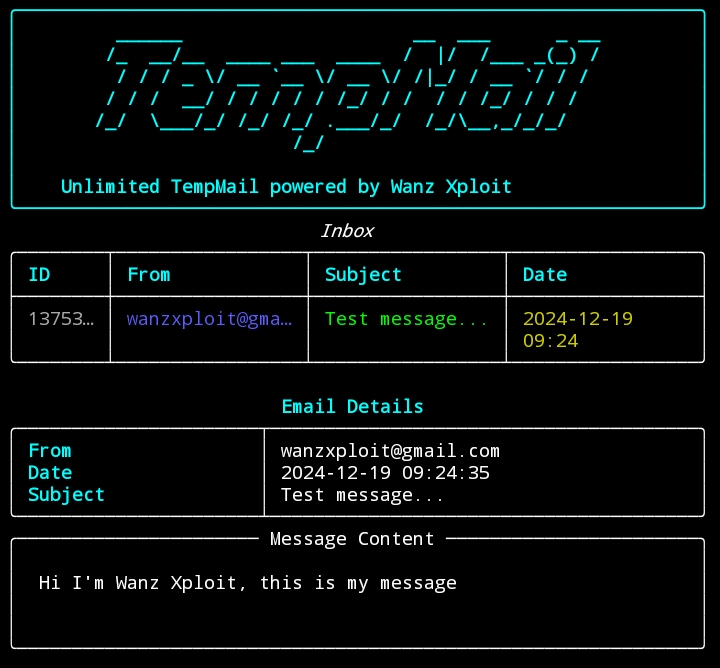 TempMail
Unlimited TempMail powered by Wanz Xploit
Inbox
ID From Subject Date
13753… wanzxploit@gma… Test message... 2024-12-19
09:24
Email Details
From wanzxploit@gmail.com
Date 2024-12-19 09:24:35
Subject Test message...
Message Content
Hi I'm Wanz Xploit, this is my message